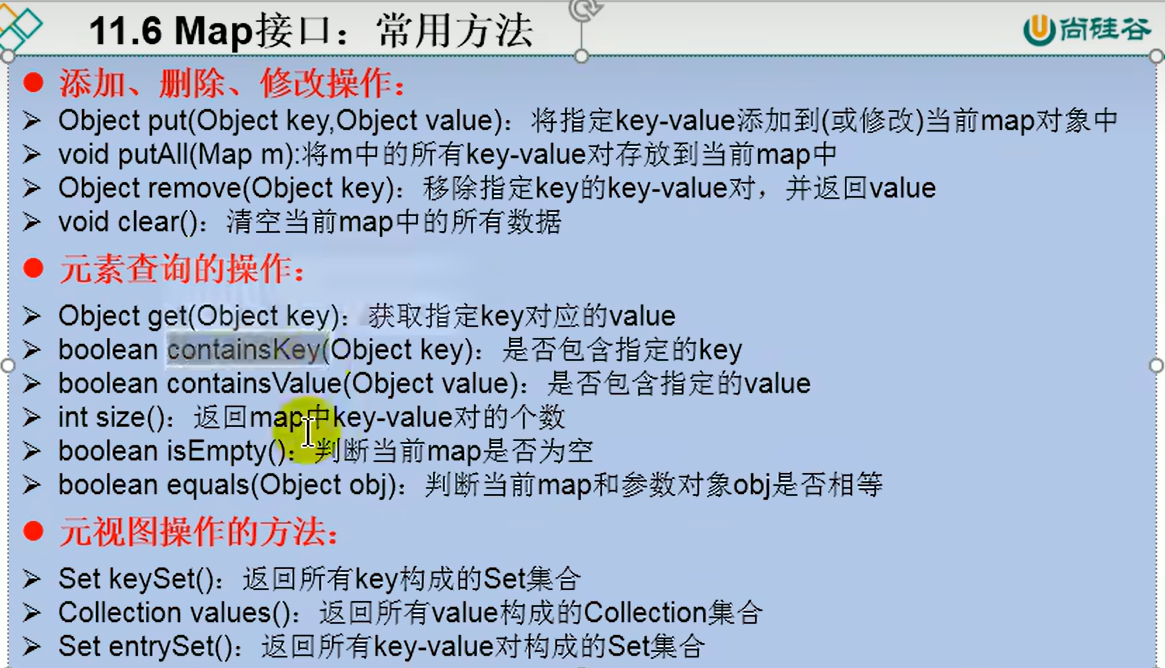 11.6 Map接口：常用方法
尚硅谷
添加、删除、修改操作：
Object put(Object key,Object value)：将指定key-value添加到(或修改)当前map对象中
void putAll(Map m):将m中的所有key-value对存放到当前map中
Object remove(Object key)：移除指定key的key-value对，并返回value
void clear()：清空当前map中的所有数据
元素查询的操作：
Object get(Object key)：获取指定key对应的value
boolean containsKey(Object key)：是否包含指定的key
boolean containsValue(Object value)：是否包含指定的value
int size()：返回map中key-value对的个数
boolean isEmpty()：判断当前map是否为空
boolean equals(Object obj)：判断当前map和参数对象obj是否相等
元视图操作的方法：
Set keySet()：返回所有key构成的Set集合
Collection values()：返回所有value构成的Collection集合
Set entrySet()：返回所有key-value对构成的Set集合